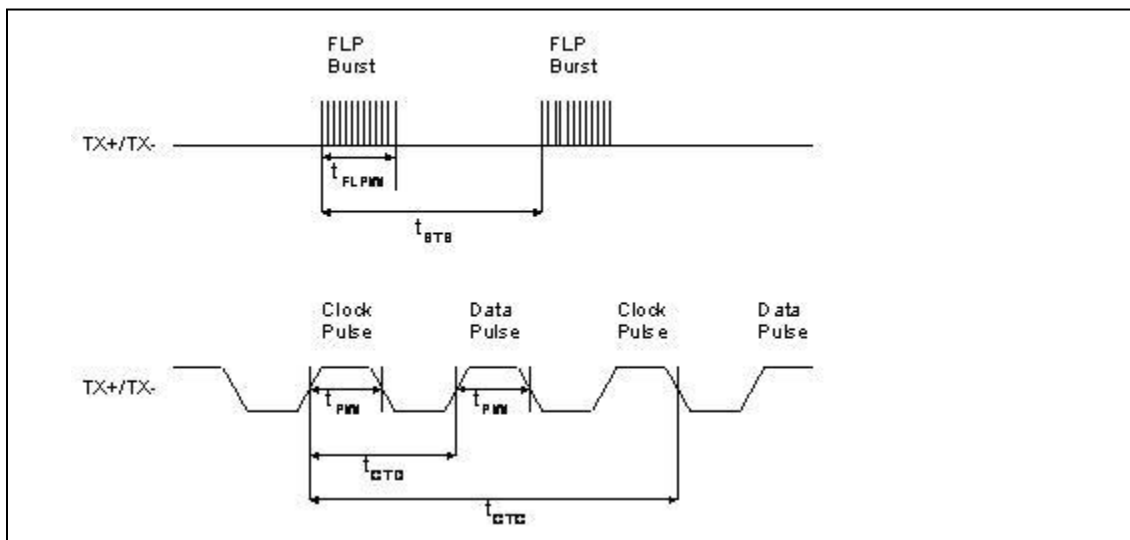 FLP
Burst
FLP
Burst
TX+/TX-
t FLPW
t BTB
Clock
Pulse
Data
Pulse
Clock
Pulse
Data
Pulse
TX+/TX-
t PW
t PW
t CTD
t CTC